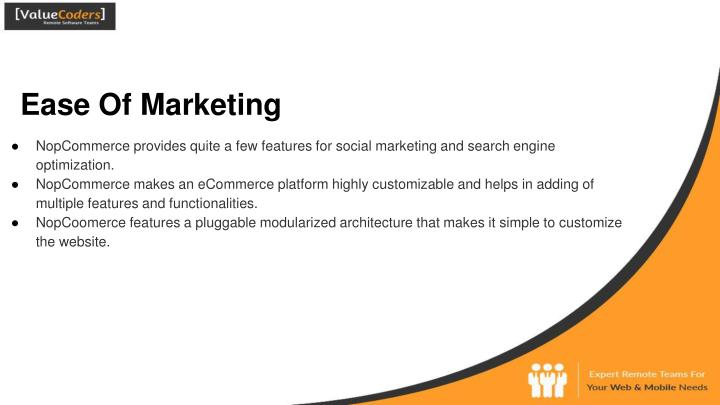 [ValueCoders]
Remote Software Teams
Ease Of Marketing
● NopCommerce provides quite a few features for social marketing and search engine
optimization.
● NopCommerce makes an eCommerce platform highly customizable and helps in adding of
multiple features and functionalities.
● NopCoomerce features a pluggable modularized architecture that makes it simple to customize
the website.
Expert Remote Teams For
Your Web & Mobile Needs